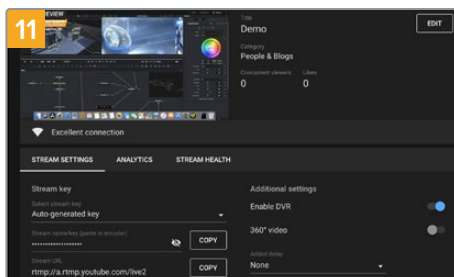 11
PREVIEW
Title
Demo
EDIT
Category
People & Blogs
Concurrent viewers Likes
0 0
Excellent connection
STREAM SETTINGS ANALYTICS STREAM HEALTH
Stream key
Additional settings
Select stream key
Auto-generated key
Enable DVR
Stream name/key (paste in encoder)
COPY
360° video
Stream URL
rtmp://a.rtmp.youtube.com/live2
COPY
Added delay
None